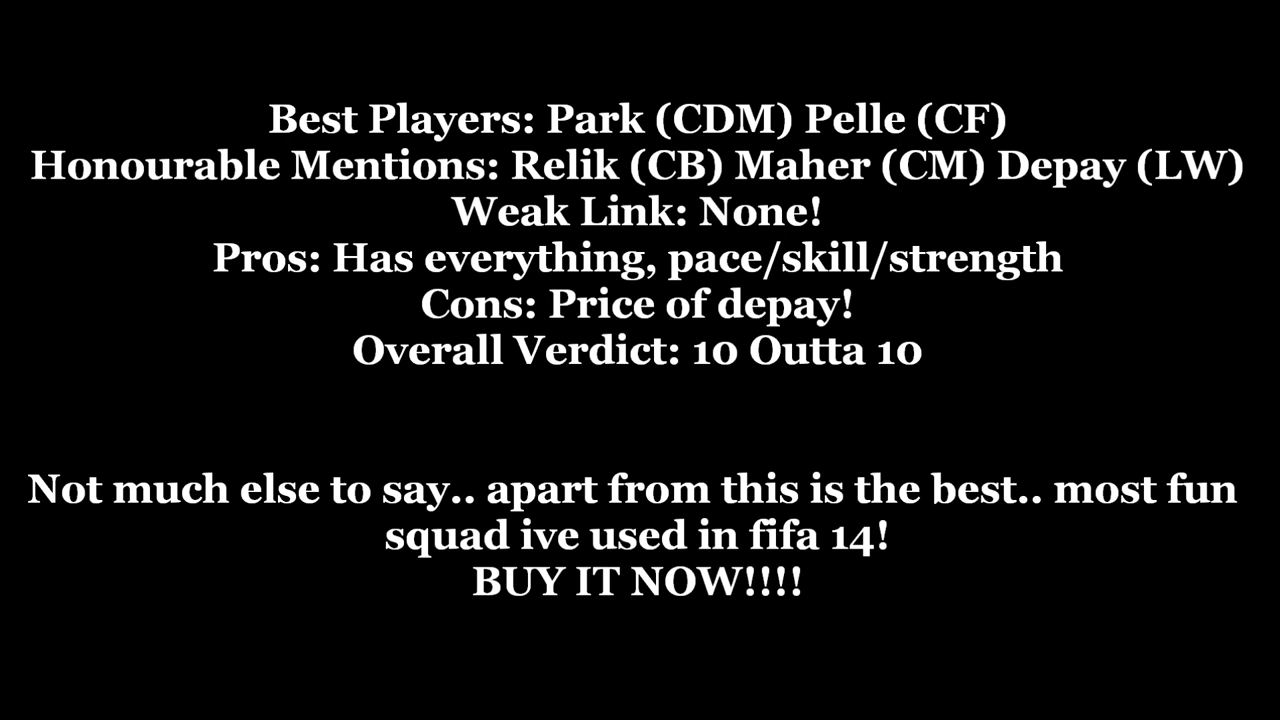 Best Players: Park (CDM) Pelle (CF)
Honourable Mentions: Relik (CB) Maher (CM) Depay (LW)
Weak Link: None!
Pros: Has everything, pace/skill/strength
Cons: Price of depay!
Overall Verdict: 10 Outta 10
Not much else to say.. apart from this is the best.. most fun
squad ive used in fifa 14!
BUY IT NOW!!!!